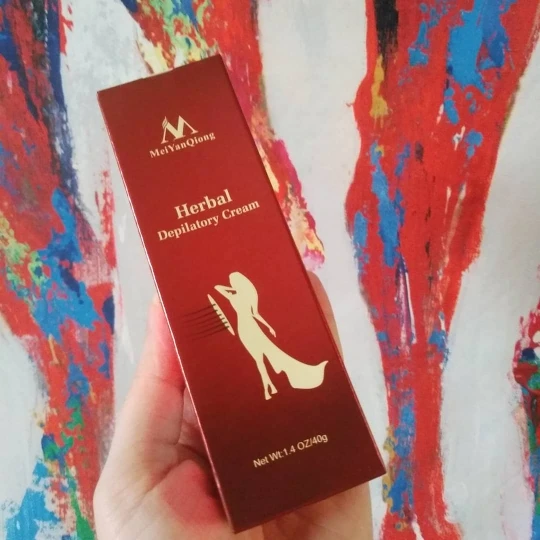 MeiYanQiong
Herbal
Depilatory Cream
Net Wt:1.4 OZ/40g